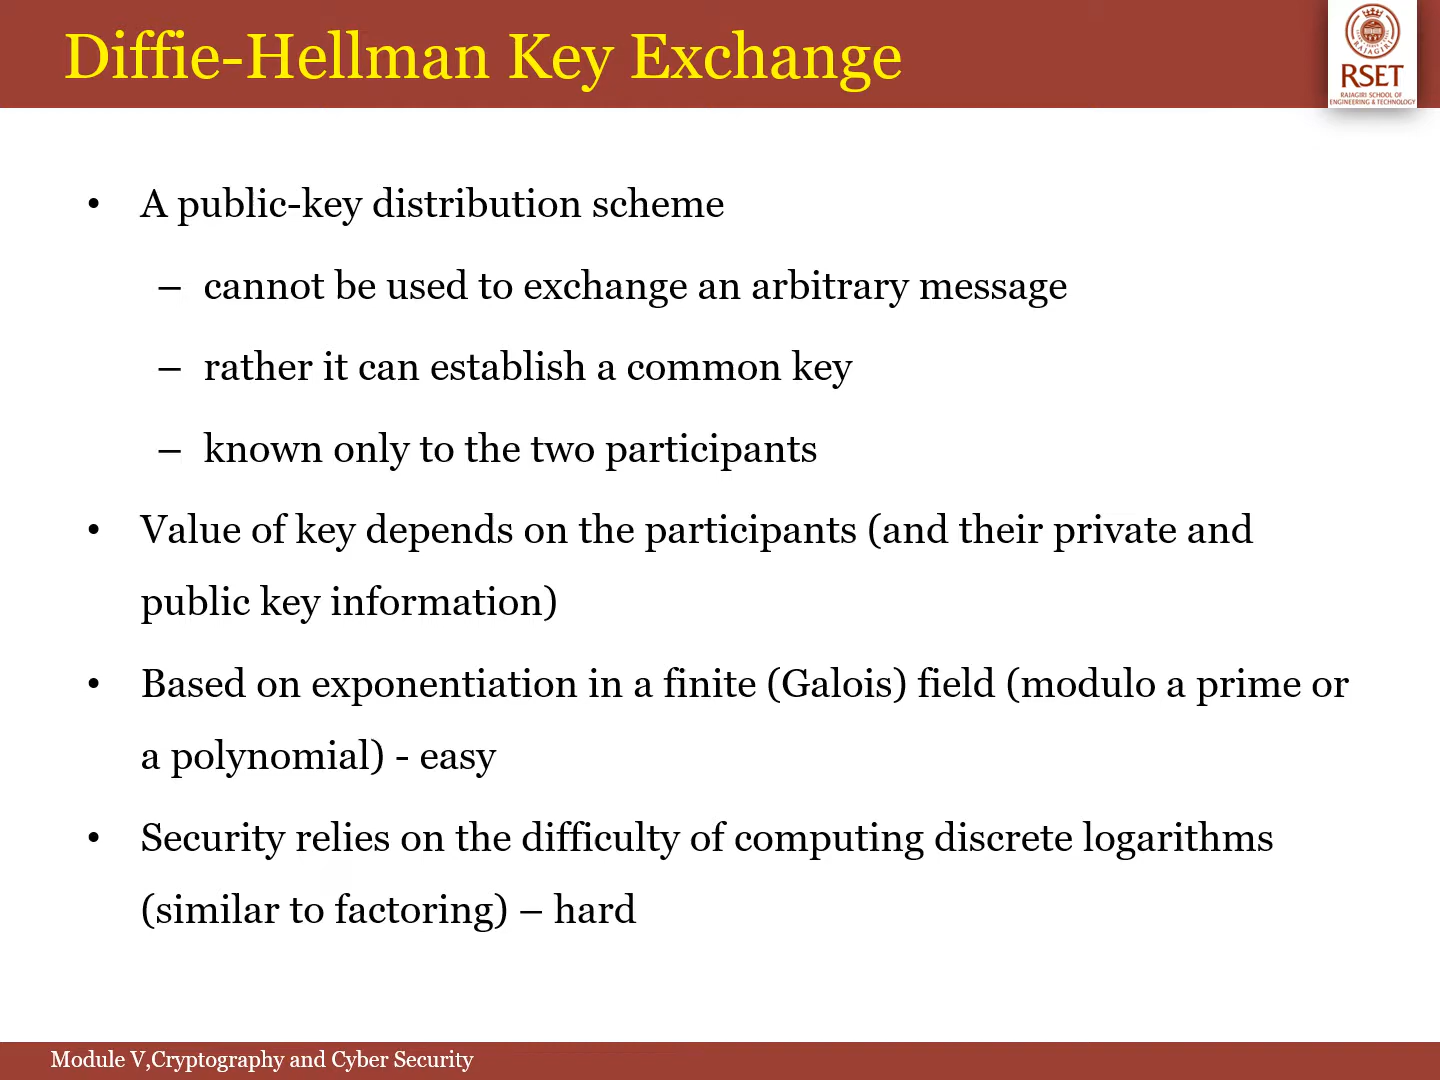 Diffie-Hellman Key Exchange
RAJAGIRI
RSET
RAJAGIRI SCHOOL OF
ENGINEERING & TECHNOLOGY
• A public-key distribution scheme
– cannot be used to exchange an arbitrary message
– rather it can establish a common key
– known only to the two participants
• Value of key depends on the participants (and their private and
public key information)
• Based on exponentiation in a finite (Galois) field (modulo a prime or
a polynomial) - easy
• Security relies on the difficulty of computing discrete logarithms
(similar to factoring) – hard
Module V,Cryptography and Cyber Security